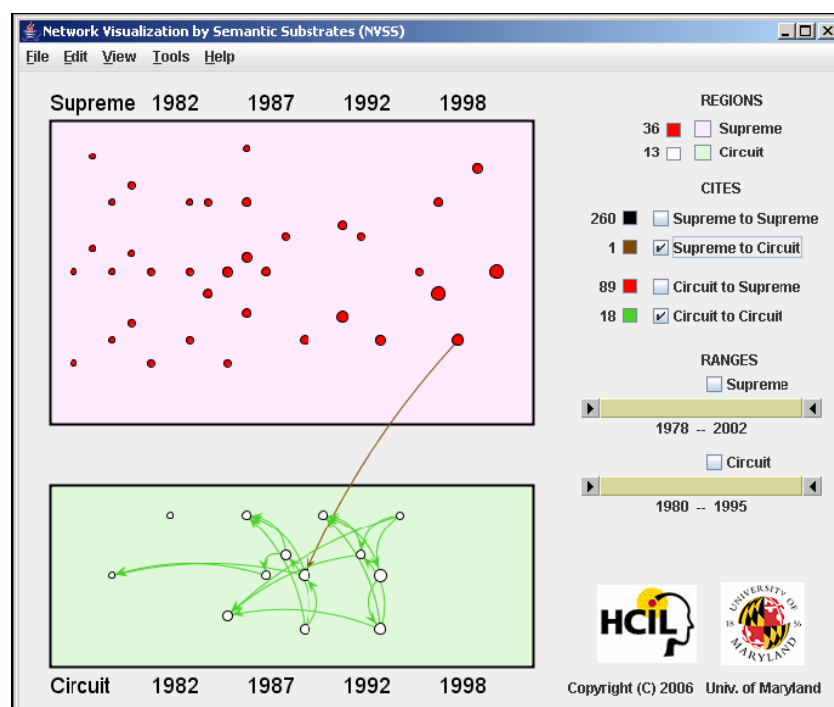 Network Visualization by Semantic Substrates (NVSS)
File Edit View Tools Help
Supreme 1982 1987 1992 1998
REGIONS
36 Supreme
13 Circuit
CITES
260 Supreme to Supreme
1 Supreme to Circuit
89 Circuit to Supreme
18 Circuit to Circuit
RANGES
Supreme
1978 -- 2002
Circuit
1980 -- 1995
HCIL
UNIVERSITY OF
18 56
MARYLAND
Circuit 1982 1987 1992 1998
Copyright (C) 2006 Univ. of Maryland